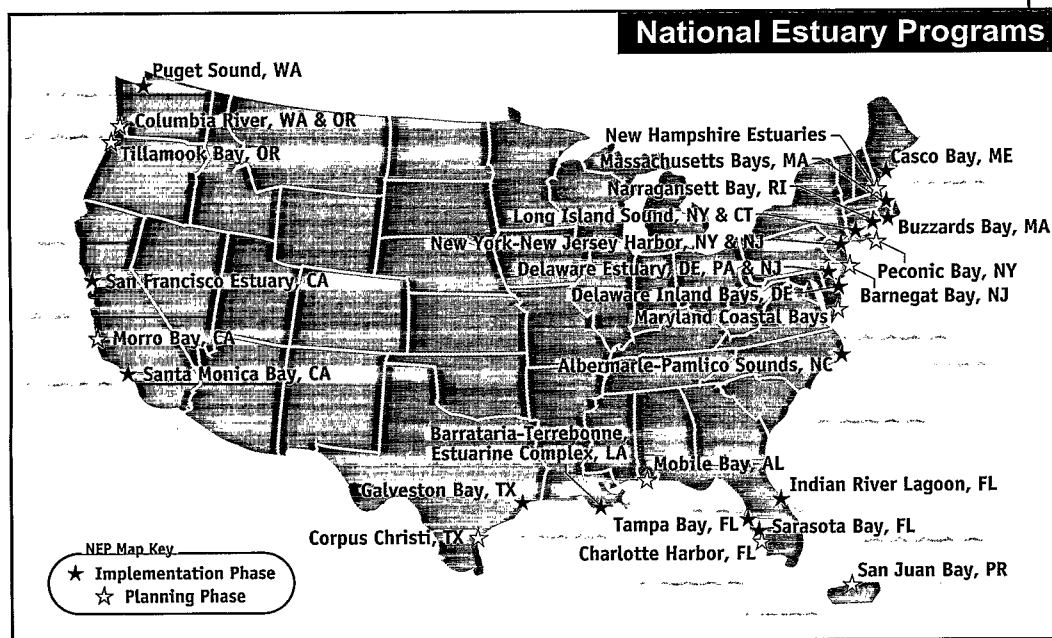 National Estuary Programs
Puget Sound, WA
Columbia River, WA & OR
Tillamook Bay, OR
New Hampshire Estuaries
Massachusetts Bays, MA
Casco Bay, ME
Narragansett Bay, RI
Long Island Sound, NY & CT
Buzzards Bay, MA
New York-New Jersey Harbor, NY & NJ
Delaware Estuary, DE, PA & NJ
Peconic Bay, NY
San Francisco Estuary, CA
Delaware Inland Bays, DE
Barnegat Bay, NJ
Maryland Coastal Bays
Morro Bay, CA
Albermarle-Pamlico Sounds, NC
Santa Monica Bay, CA
Barrataria-Terrebonne,
Estuarine Complex, LA
Mobile Bay, AL
Galveston Bay, TX
Indian River Lagoon, FL
Tampa Bay, FL
Sarasota Bay, FL
Corpus Christi, TX
Charlotte Harbor, FL
San Juan Bay, PR
NEP Map Key
Implementation Phase
Planning Phase